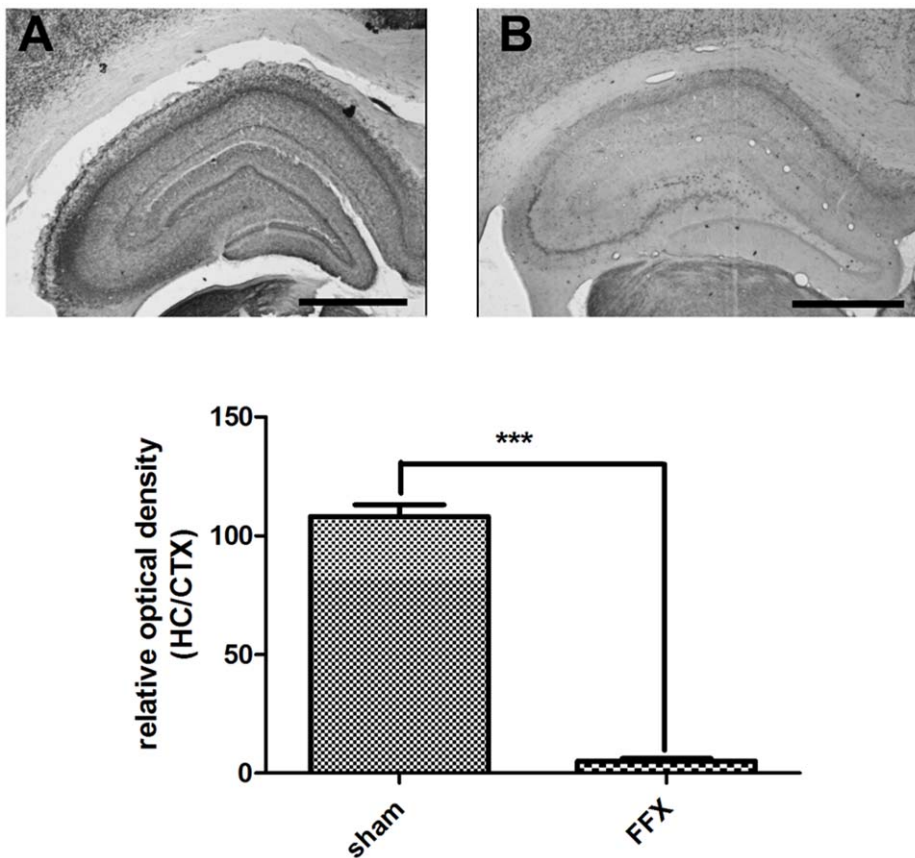 A
B
150
100
50
0
relative optical density
(HC/CTX)
***
sham
FFX